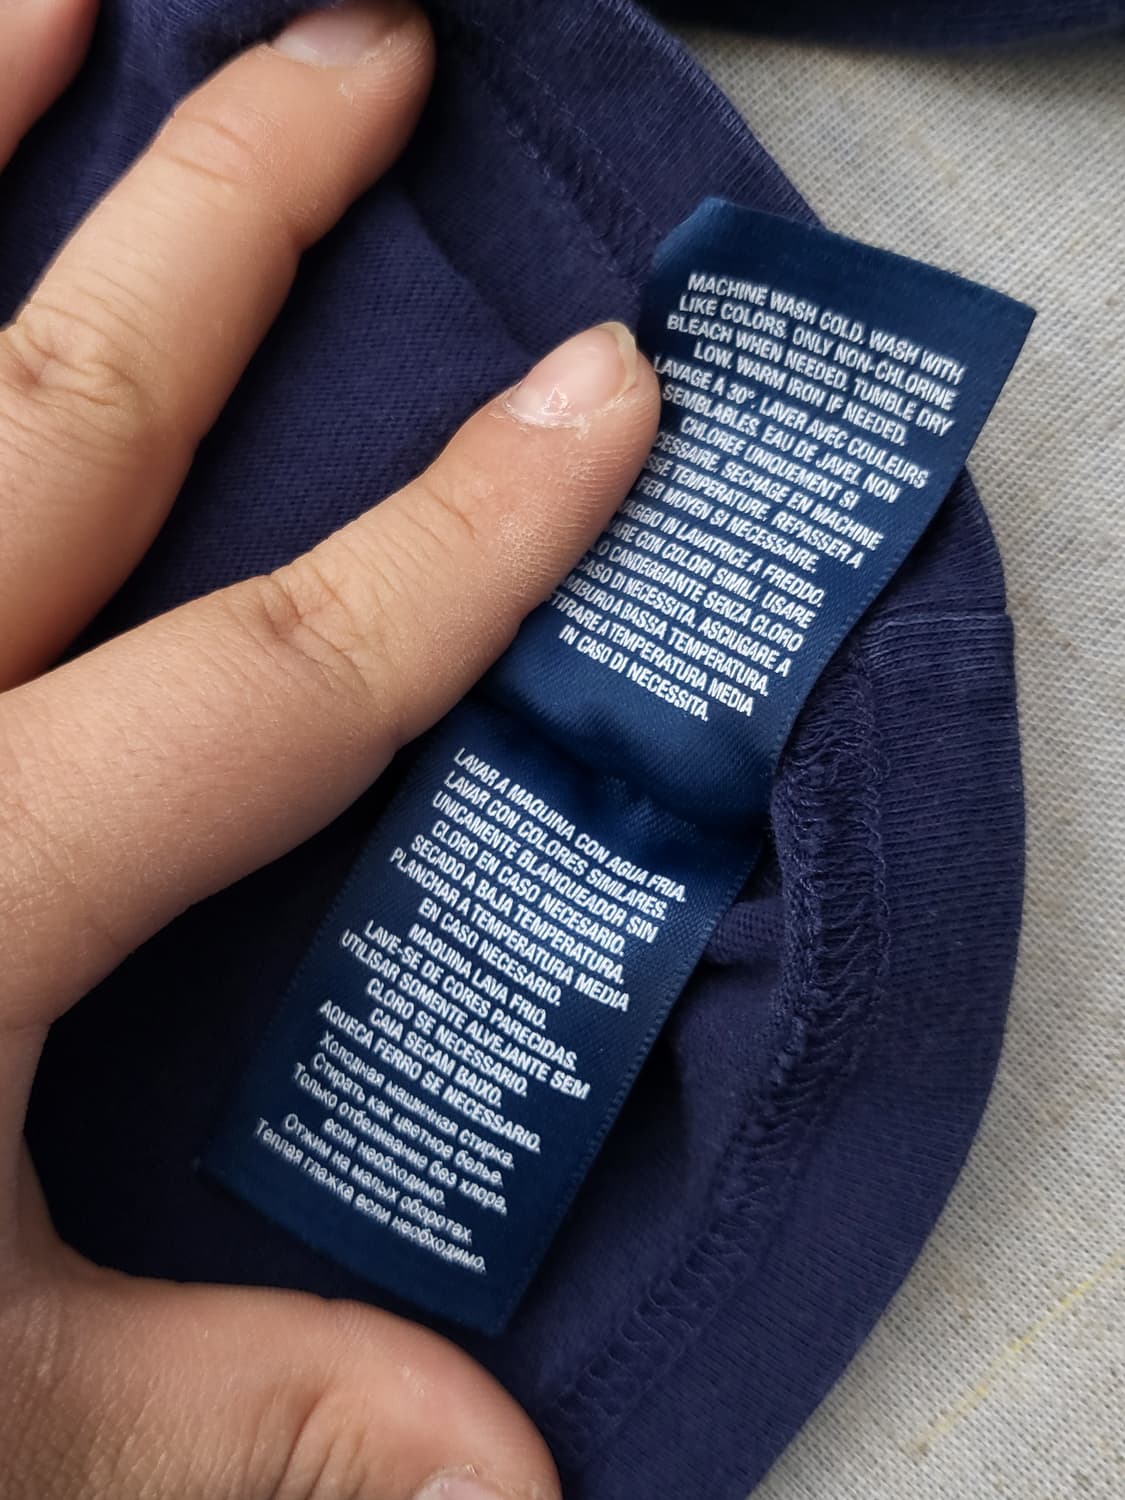 MACHINE WASH COLD. WASH WITH
LIKE COLORS. ONLY NON-CHLORINE
BLEACH WHEN NEEDED. TUMBLE DRY
LOW. WARM IRON IF NEEDED.
LAVAGE A 30° LAVER AVEC COULEURS
SEMBLABLES. EAU DE JAVEL NON
CHLOREE UNIQUEMENT SI
SECHAGE EN MACHINE
TEMPERATURE. REPASSER A
FER MOYEN SI NECESSAIRE.
IN LAVATRICE A FREDDO.
CON COLORI SIMILI. USARE
CANDEGGIANTE SENZA CLORO
DI NECESSITA. ASCIUGARE A
A BASSA TEMPERATURA.
A TEMPERATURA MEDIA
IN CASO DI NECESSITA.
LAVAR A MAQUINA CON AGUA FRIA.
LAVAR CON COLORES SIMILARES.
UNICAMENTE BLANQUEADOR SIN
CLORO EN CASO NECESARIO.
SECADO A BAJA TEMPERATURA.
PLANCHAR A TEMPERATURA MEDIA
EN CASO NECESARIO.
MAQUINA LAVA FRIO.
LAVE-SE DE CORES PARECIDAS.
UTILISAR SOMENTE ALVEJANTE SEM
CLORO SE NECESSARIO.
CAIA SECAM BAIXO.
AQUECA FERRO SE NECESSARIO.
Холодная машинная стирка.
Стирать как цветное белье.
Только отбеливание без хлора,
если необходимо.
Отжим на малых оборотах.
Теплая глажка если необходимо.